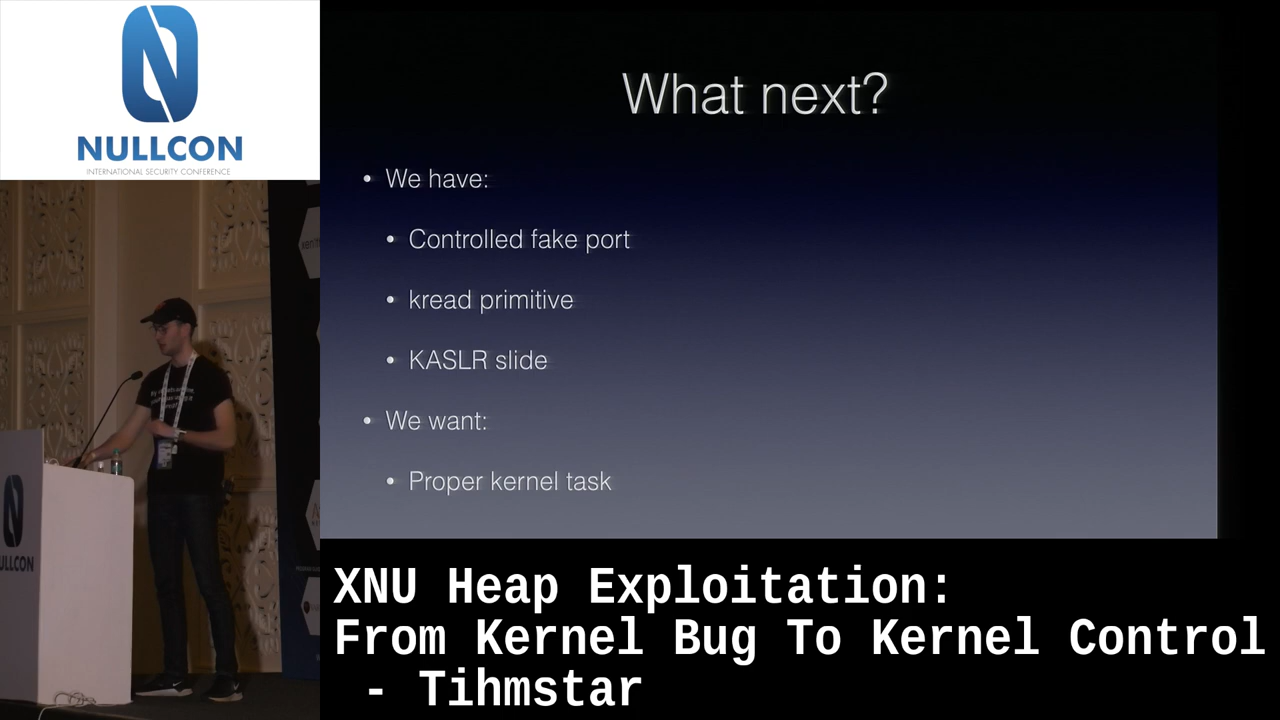 NULLCON
INTERNATIONAL SECURITY CONFERENCE
What next?
• We have:
• Controlled fake port
• kread primitive
• KASLR slide
• We want:
• Proper kernel task
NULLCON
XNU Heap Exploitation:
From Kernel Bug To Kernel Control
- Tihmstar